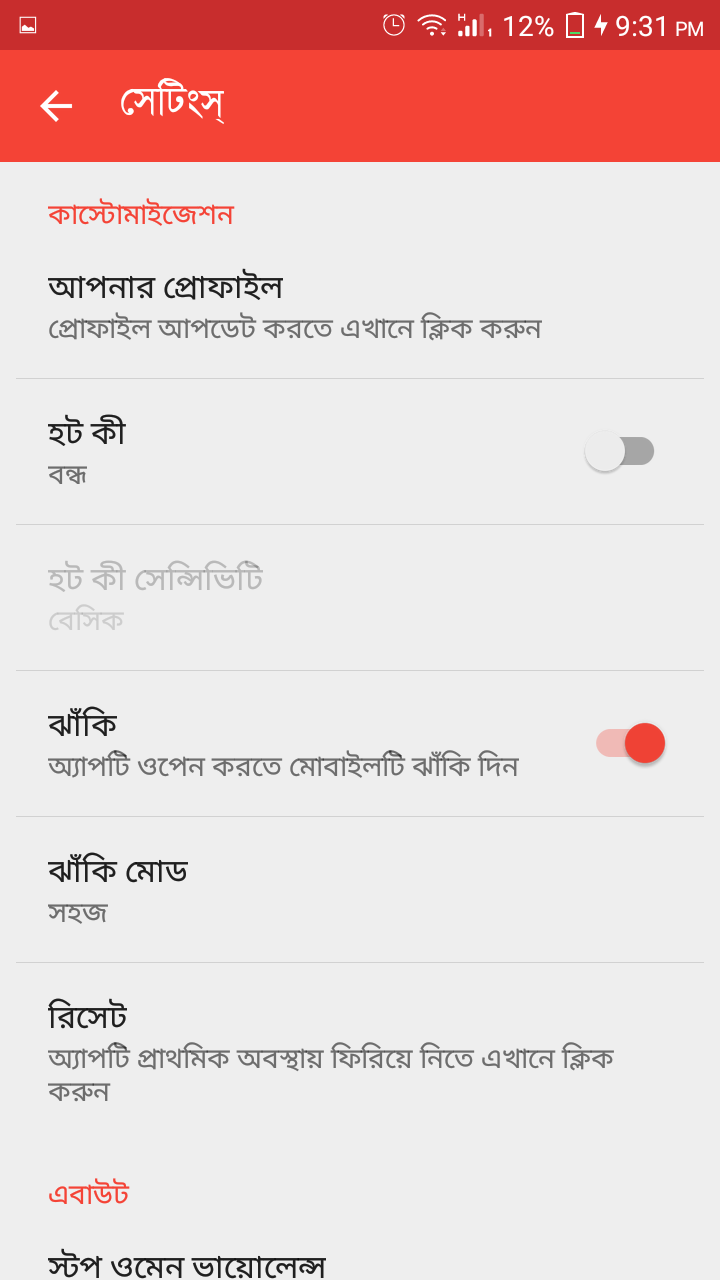 H 1 12% 9:31 PM
সেটিংস্
কাস্টোমাইজেশন
আপনার প্রোফাইল
প্রোফাইল আপডেট করতে এখানে ক্লিক করুন
হট কী
বন্ধ
হট কী সেন্সিভিটি
বেসিক
ঝাঁকি
অ্যাপটি ওপেন করতে মোবাইলটি ঝাঁকি দিন
ঝাঁকি মোড
সহজ
রিসেট
অ্যাপটি প্রাথমিক অবস্থায় ফিরিয়ে নিতে এখানে ক্লিক
করুন
এবাউট
স্টপ ওমেন ভায়োলেন্স